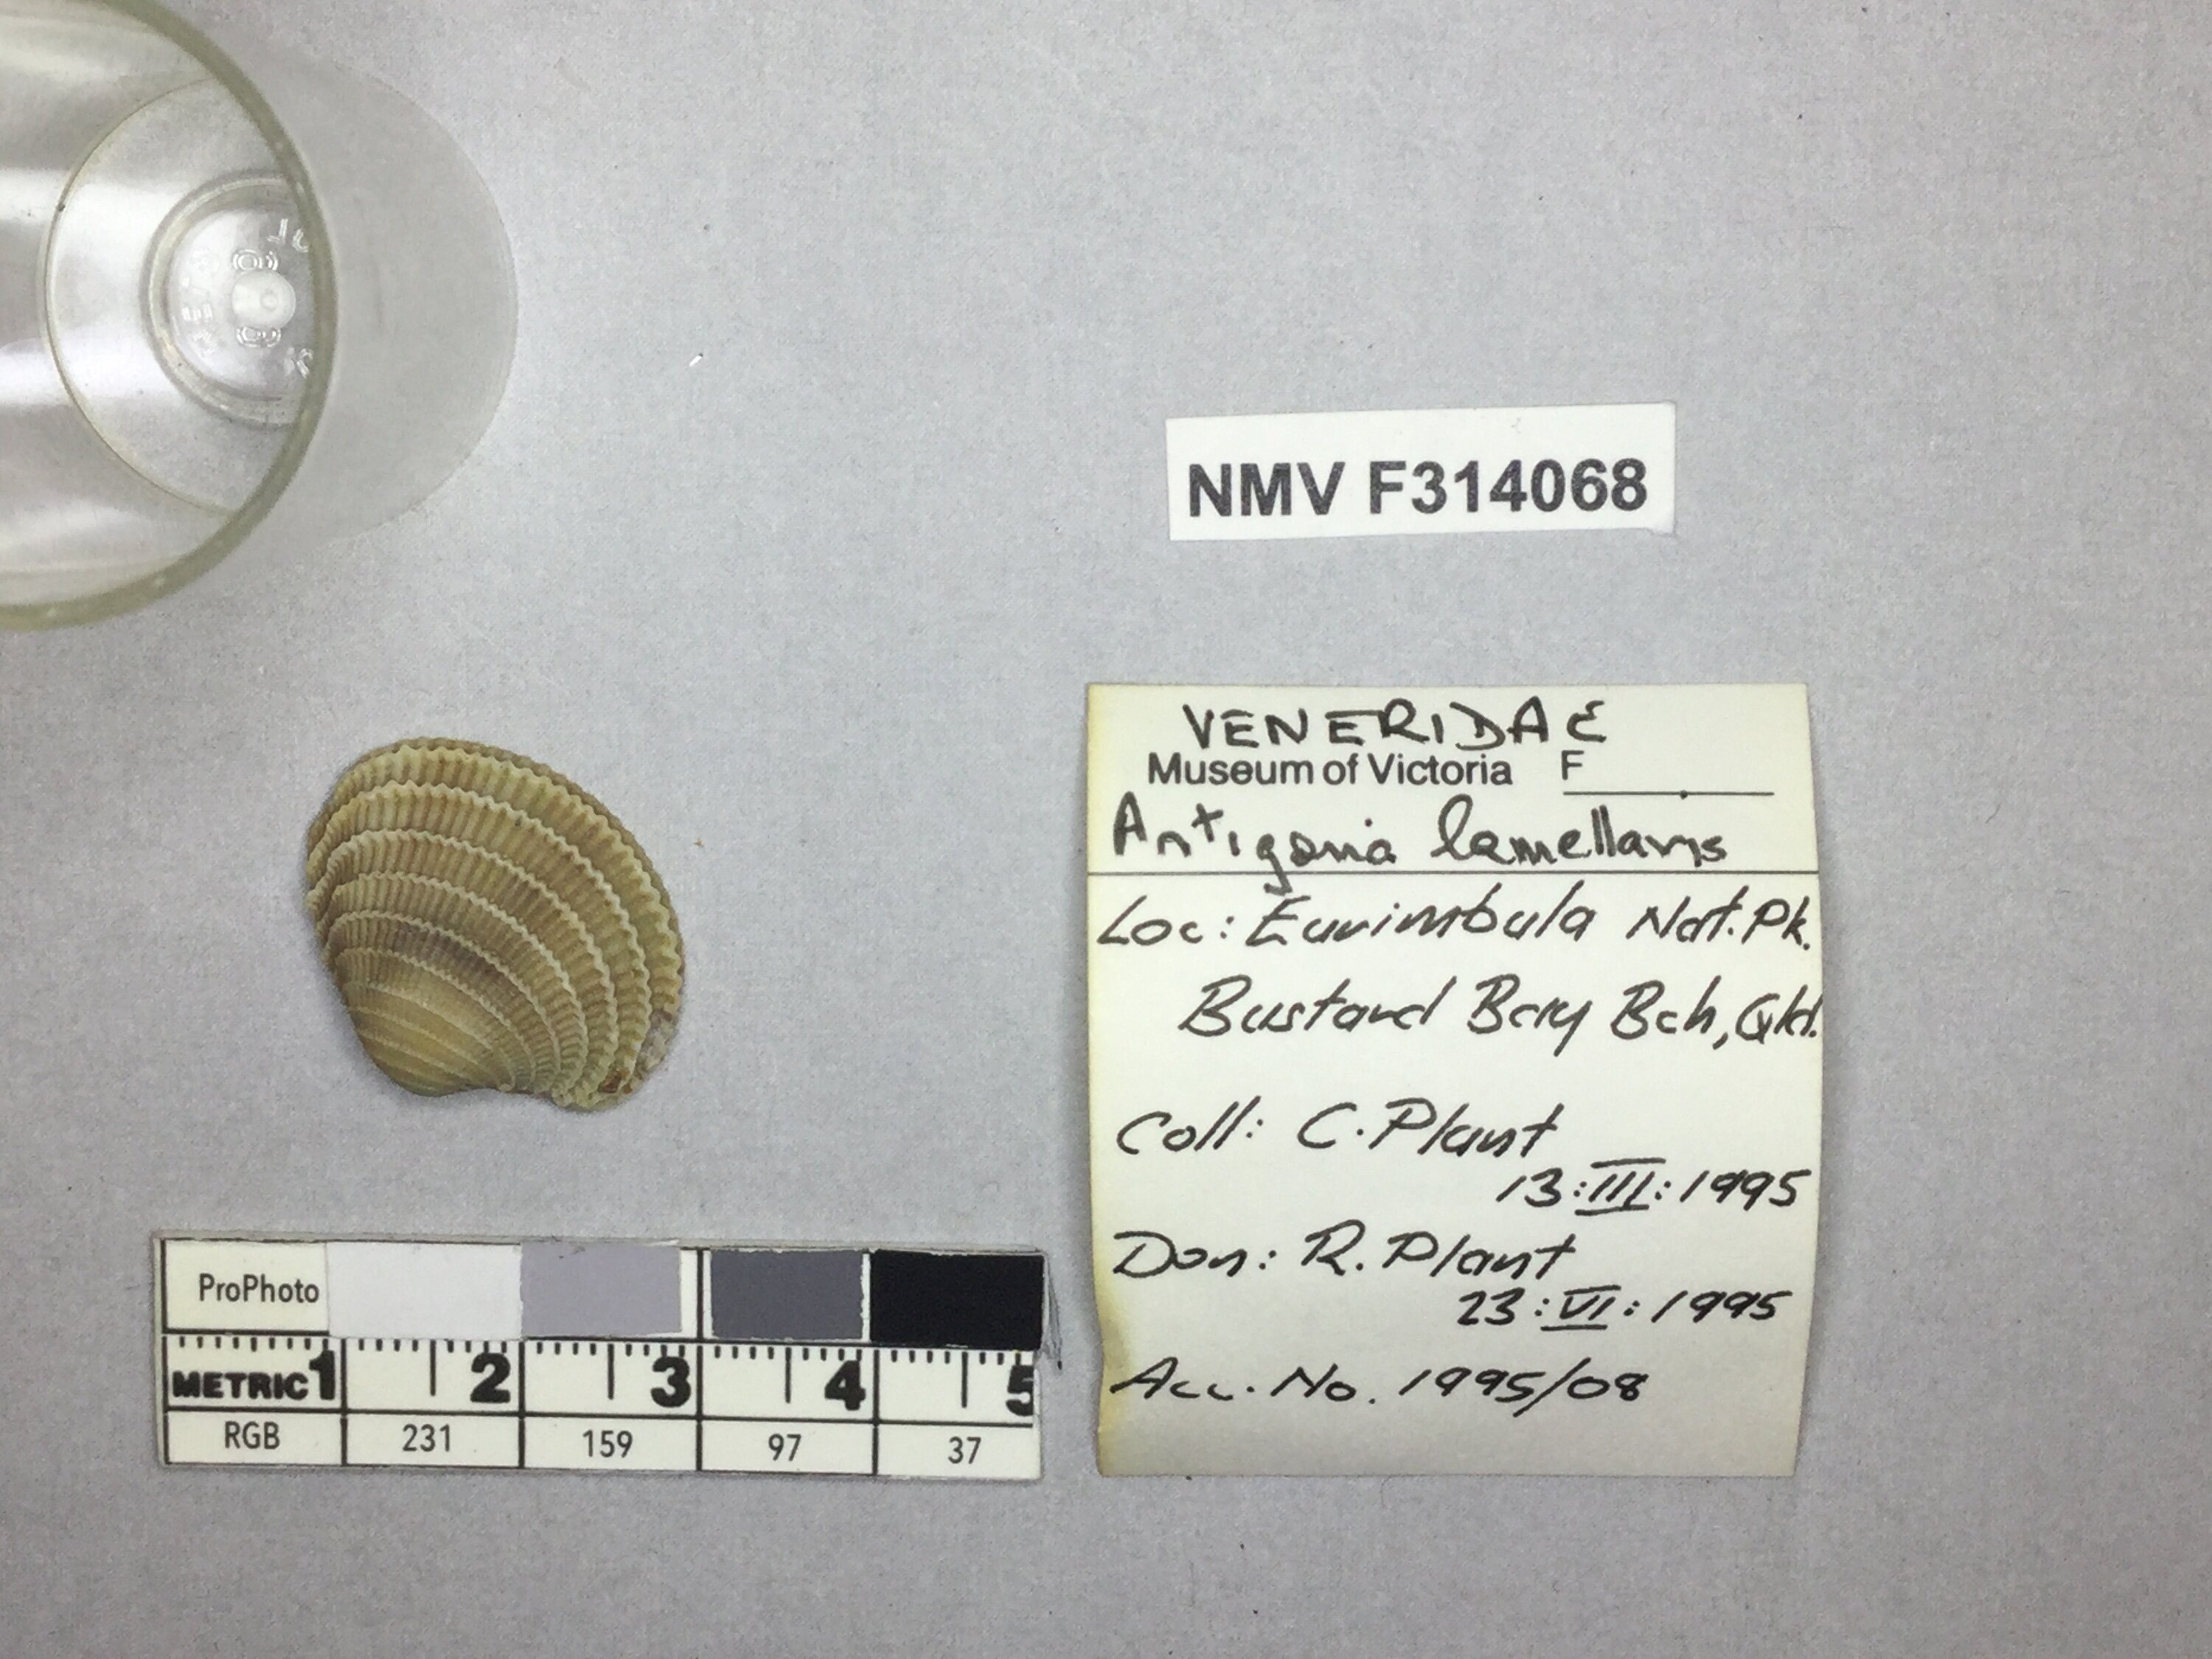 NMV F314068
VENERIDAE
Museum of Victoria F
Antigona lamellaris
Loc: Eurimbula Nat. Pk.
Bustard Bay Bch, Qld.
Coll: C. Plant
13:III:1995
Don: R. Plant
23:VI:1995
Acc. No. 1995/08
ProPhoto
METRIC 1 2 3 4 5
RGB 231 159 97 37